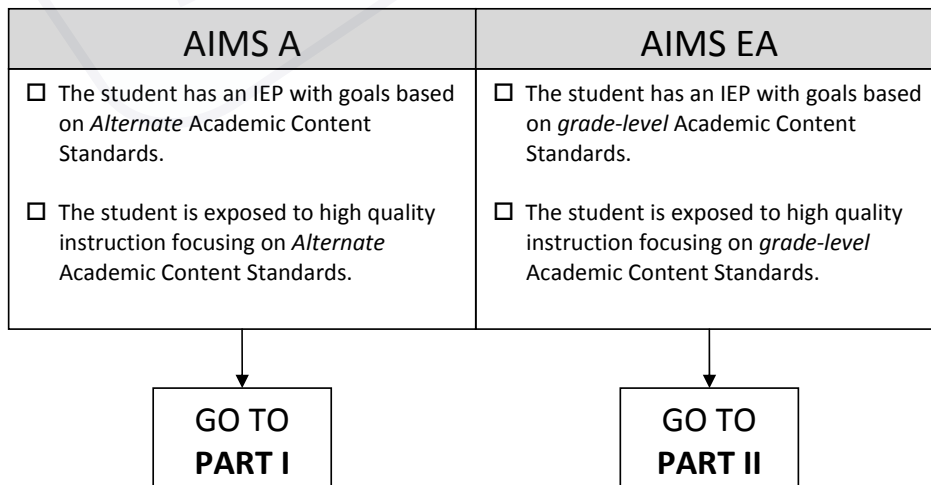 AIMS A
☐ The student has an IEP with goals based
on Alternate Academic Content
Standards.
☐ The student is exposed to high quality
instruction focusing on Alternate
Academic Content Standards.
GO TO
PART I
AIMS EA
☐ The student has an IEP with goals based
on grade-level Academic Content
Standards.
☐ The student is exposed to high quality
instruction focusing on grade-level
Academic Content Standards.
GO TO
PART II